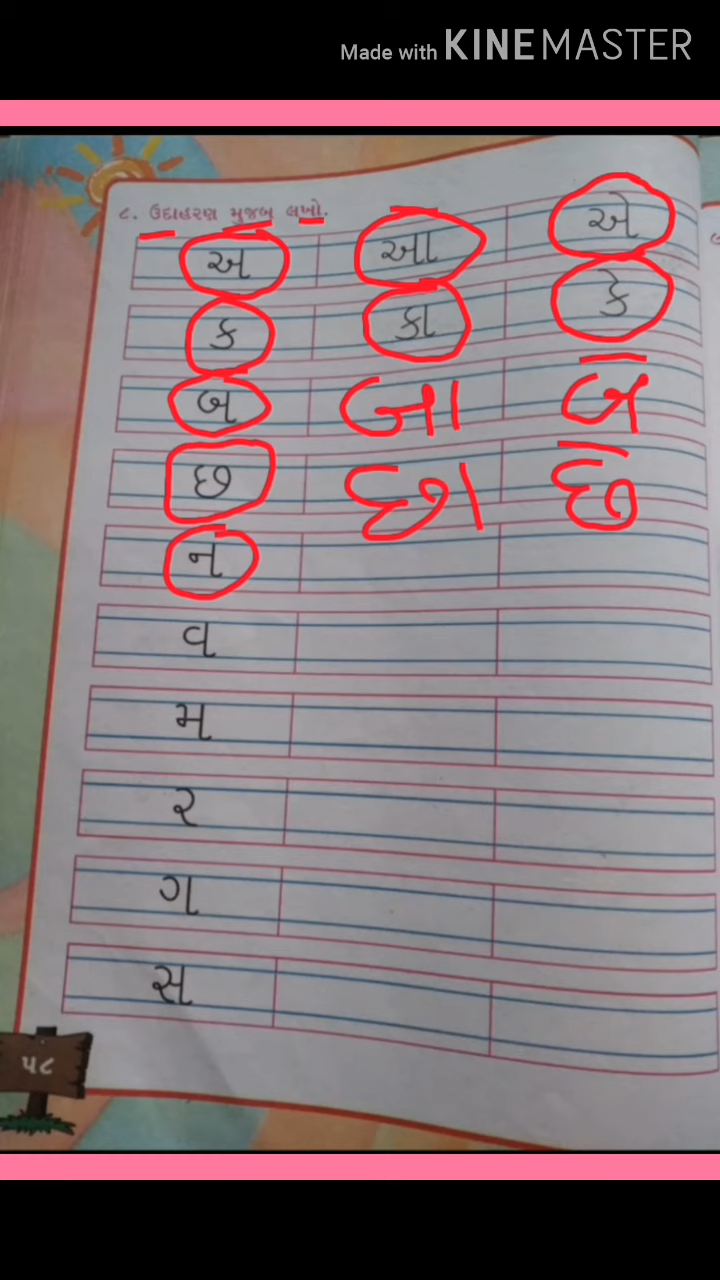 Made with KINEMASTER
૮. ઉદાહરણ મુજબ લખો.
અ આ એ
ક કા કે
બ બા બે
છ છા છે
ન
વ
મ
ર
ગ
સ
૫૮